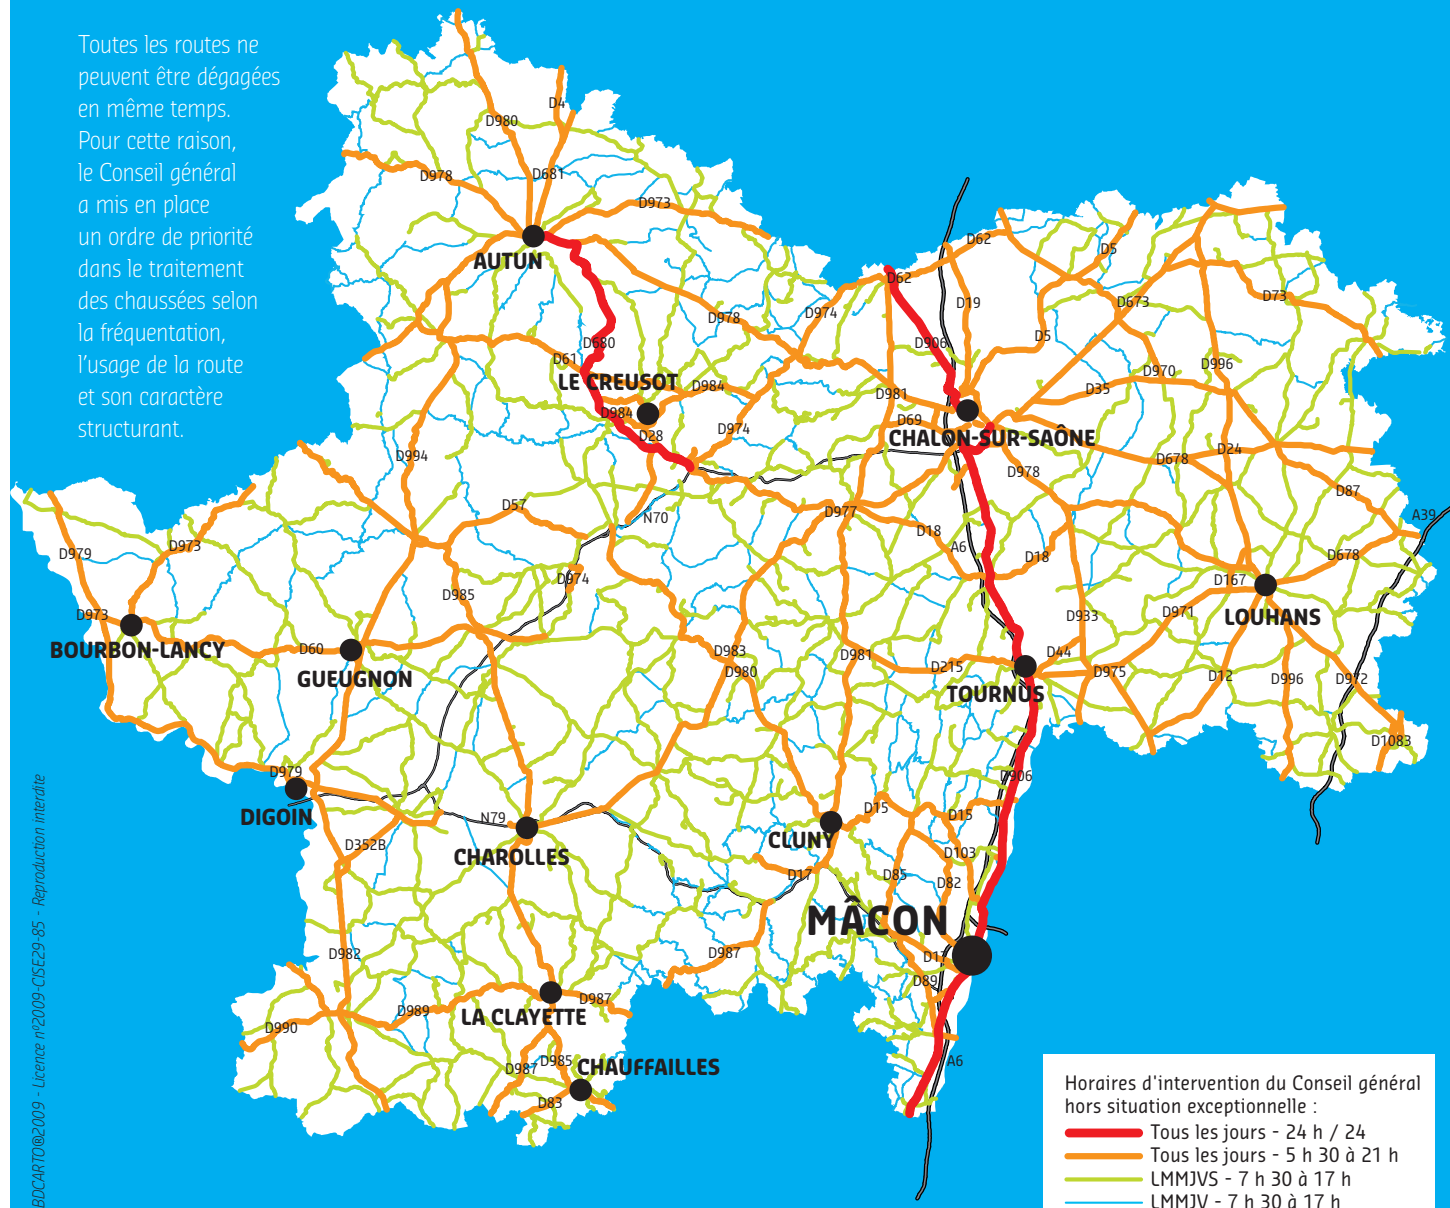 Toutes les routes ne
peuvent être dégagées
en même temps.
Pour cette raison,
le Conseil général
a mis en place
un ordre de priorité
dans le traitement
des chaussées selon
la fréquentation,
l'usage de la route
et son caractère
structurant.
D4
D980
D978
D681
D973
AUTUN
D62
D5
D62
D19
D673
D73
D978
D974
D906
D5
D680
D61
D996
D970
LE CREUSOT
D984
D981
D35
D984
D69
D28
D974
CHALON-SUR-SAÔNE
D994
D678
D24
D978
D87
D57
N70
D977
A39
D18
A6
D18
D678
D979
D973
D974
D167
D985
D973
D933
D971
LOUHANS
BOURBON-LANCY
D60
D983
D981
D44
D980
D215
GUEUGNON
TOURNUS
D975
D12
D996
D972
D1083
D979
D906
DIGOIN
N79
D15
D15
D352B
CHAROLLES
CLUNY
D103
D17
D85
D82
MÂCON
D982
D987
D17
D89
D987
D989
LA CLAYETTE
D990
D985
D987
CHAUFFAILLES
A6
D83
BDCARTO®2009 - Licence n°2009-CISE29-85 - Reproduction interdite
Horaires d'intervention du Conseil général
hors situation exceptionnelle :
Tous les jours - 24 h / 24
Tous les jours - 5 h 30 à 21 h
LMMJVS - 7 h 30 à 17 h
LMMJV - 7 h 30 à 17 h